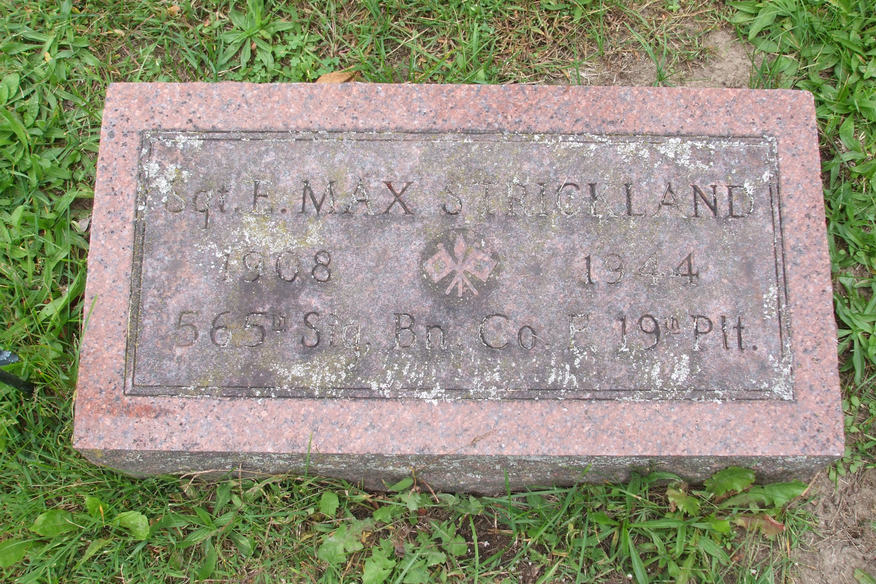 Sgt. E. MAX STRICKLAND
1908 1944
565th Sig. Bn. Co. F. 19th Plt.